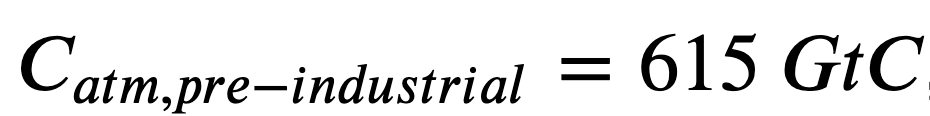 C_{atm,pre−industrial} = 615 GtC,